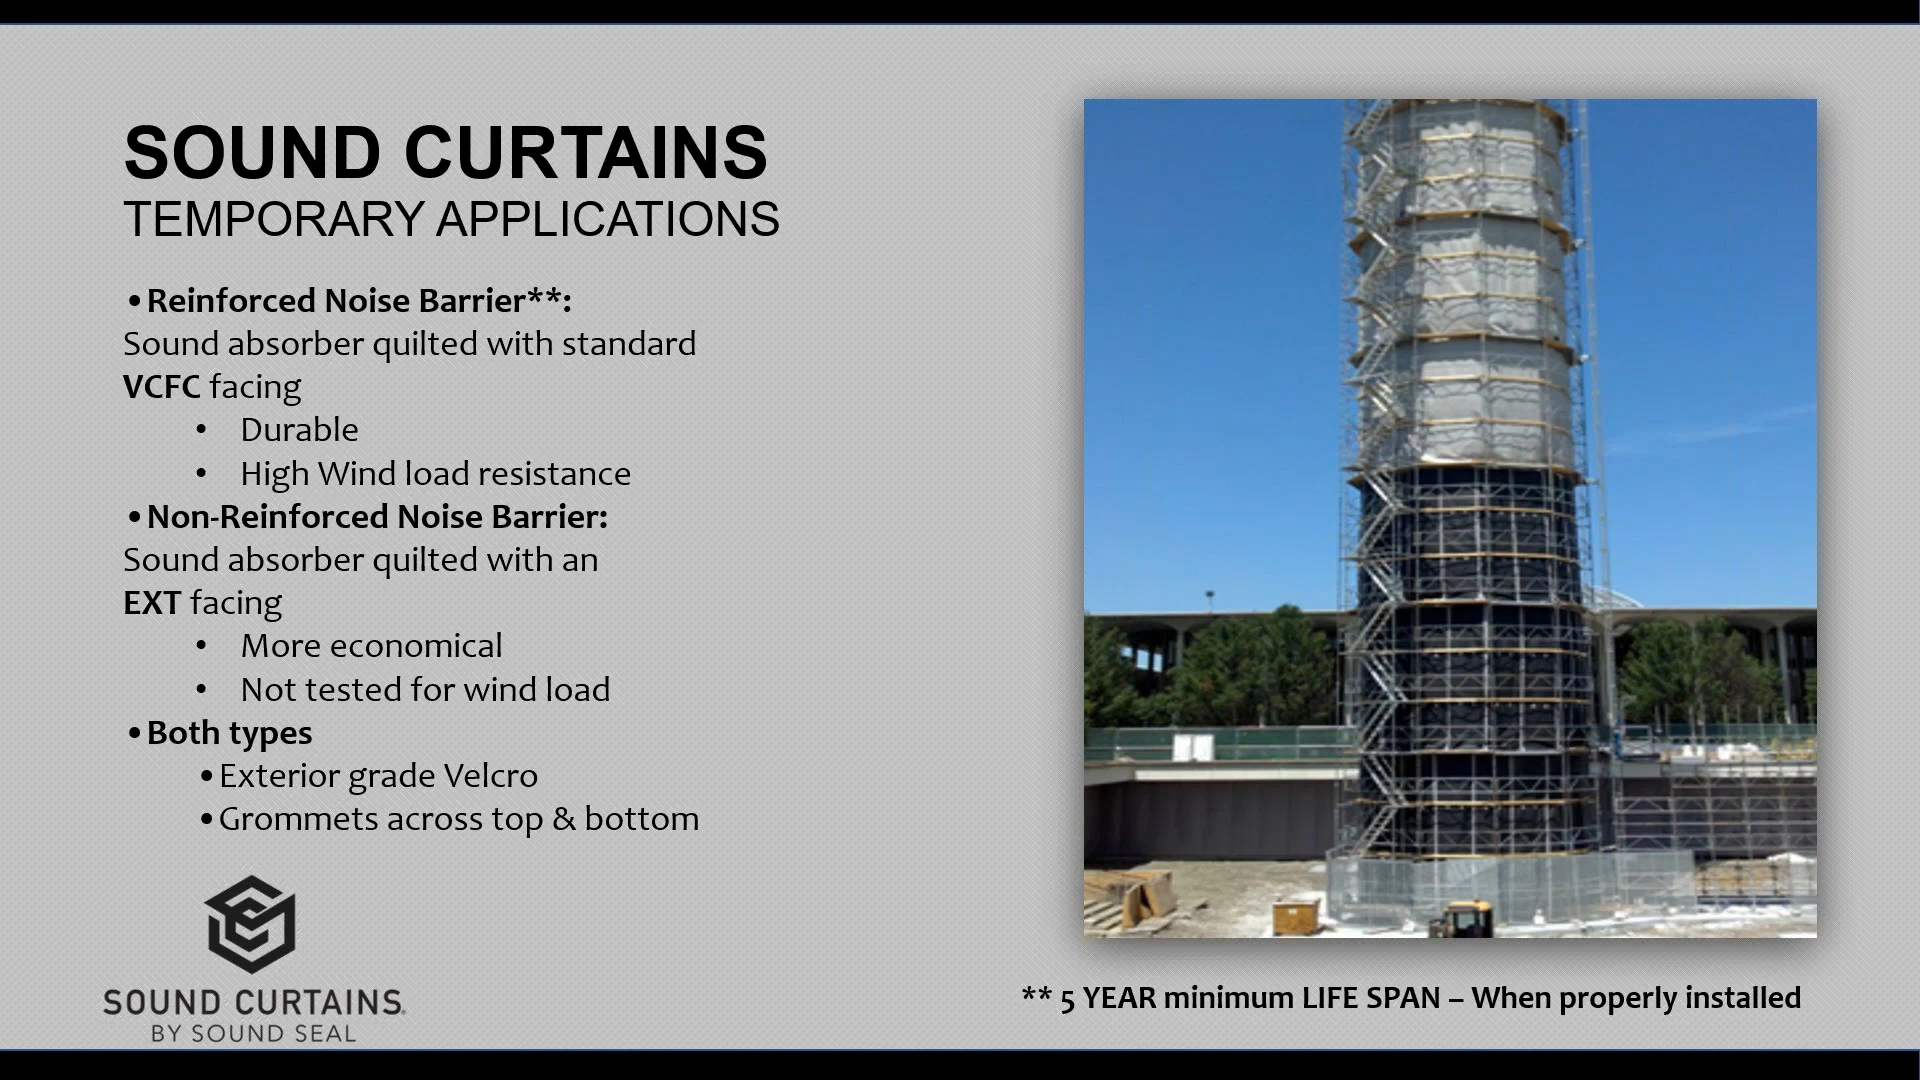 SOUND CURTAINS
TEMPORARY APPLICATIONS
•Reinforced Noise Barrier**:
Sound absorber quilted with standard
VCFC facing
• Durable
• High Wind load resistance
•Non-Reinforced Noise Barrier:
Sound absorber quilted with an
EXT facing
• More economical
• Not tested for wind load
•Both types
•Exterior grade Velcro
•Grommets across top & bottom
SOUND CURTAINS.
BY SOUND SEAL
** 5 YEAR minimum LIFE SPAN – When properly installed